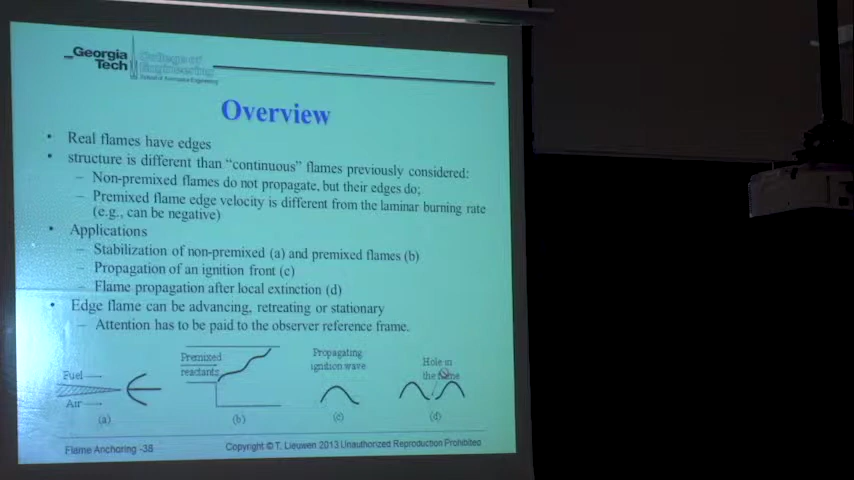 Georgia Tech
College of Engineering
Overview
• Real flames have edges
• structure is different than “continuous” flames previously considered:
– Non-premixed flames do not propagate, but their edges do;
– Premixed flame edge velocity is different from the laminar burning rate
(e.g., can be negative)
• Applications
– Stabilization of non-premixed (a) and premixed flames (b)
– Propagation of an ignition front (c)
– Flame propagation after local extinction (d)
• Edge flame can be advancing, retreating or stationary
– Attention has to be paid to the observer reference frame.
Fuel
Air
(a)
Premixed
reactants
(b)
Propagating
ignition wave
(c)
Hole in
the flame
(d)
Flame Anchoring -38
Copyright © T. Lieuwen 2013 Unauthorized Reproduction Prohibited